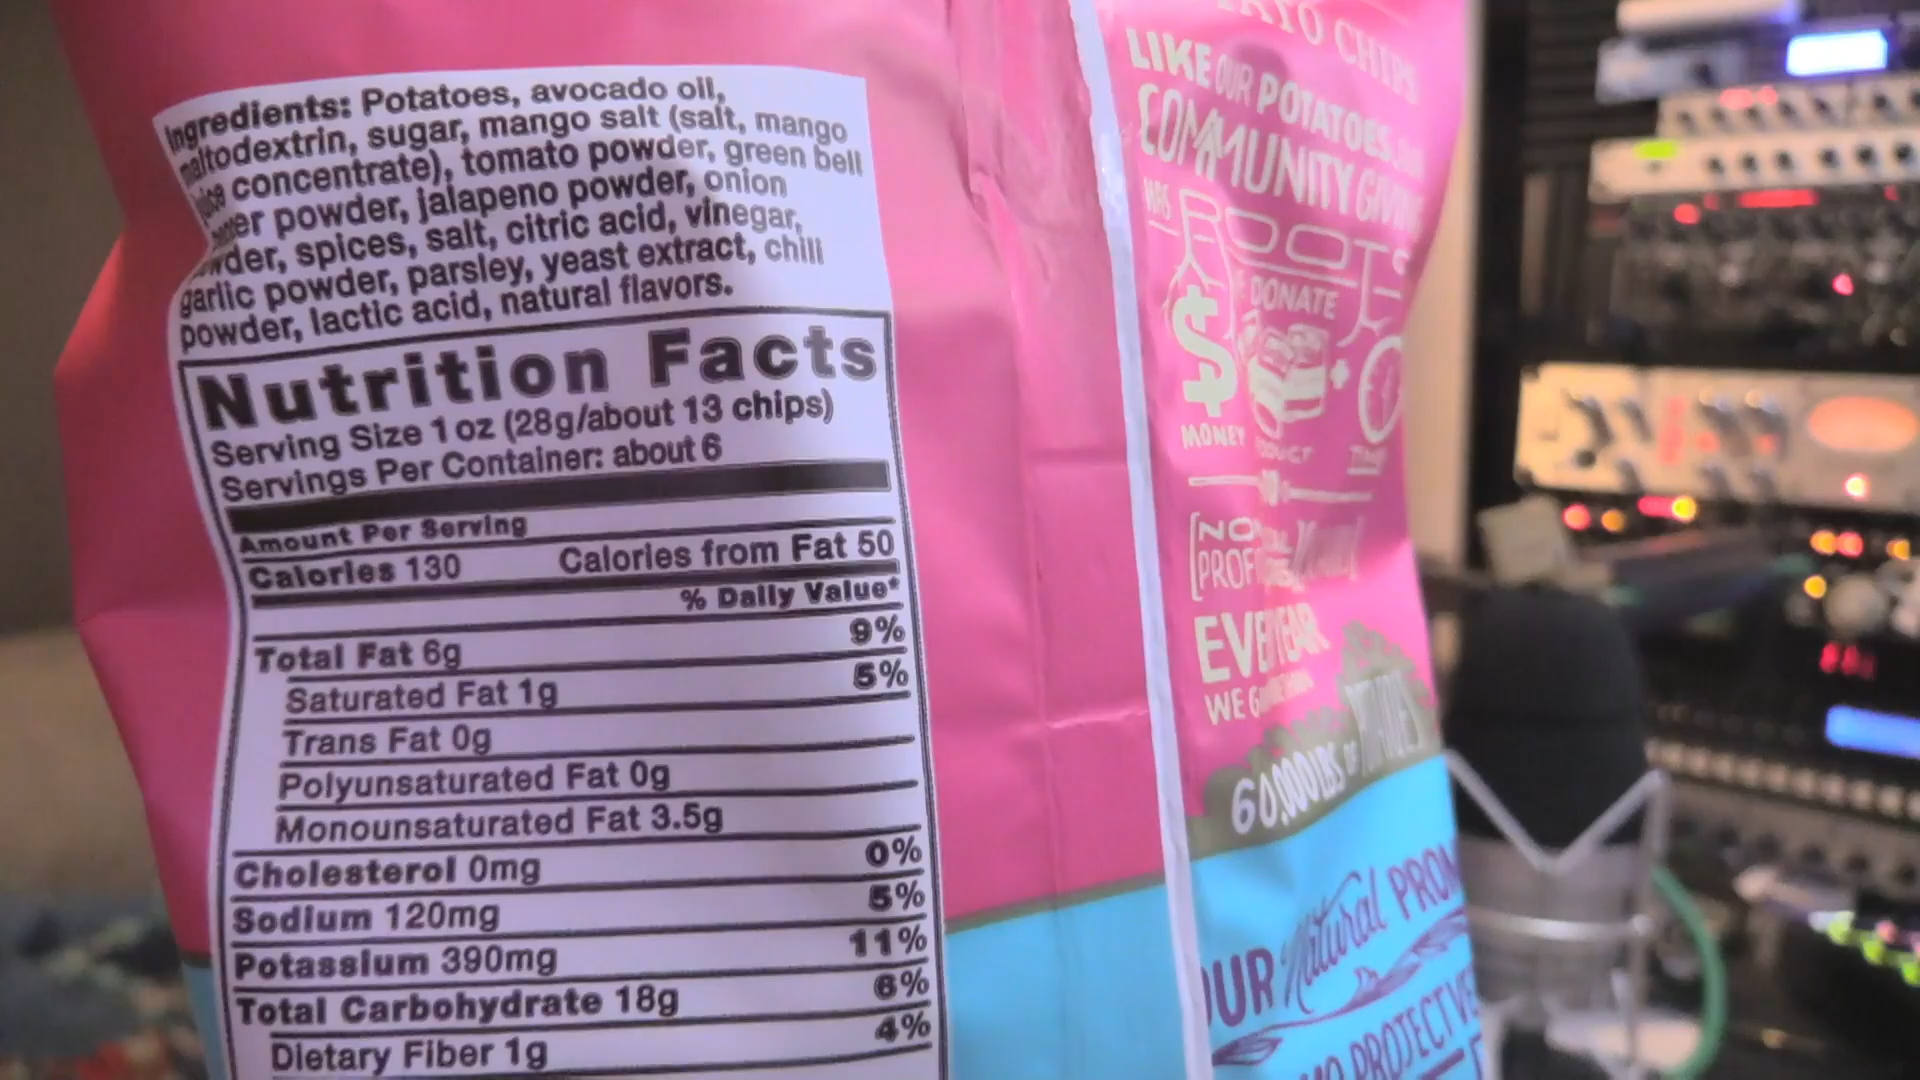 Ingredients: Potatoes, avocado oil,
maltodextrin, sugar, mango salt (salt, mango
juice concentrate), tomato powder, green bell
powder, jalapeno powder, onion
spices, salt, citric acid, vinegar,
garlic powder, parsley, yeast extract, chili
powder, lactic acid, natural flavors.
Nutrition Facts
Serving Size 1 oz (28g/about 13 chips)
Servings Per Container: about 6
Amount Per Serving
Calories 130 Calories from Fat 50
% Daily Value*
Total Fat 6g 9%
Saturated Fat 1g 5%
Trans Fat 0g
Polyunsaturated Fat 0g
Monounsaturated Fat 3.5g
Cholesterol 0mg 0%
Sodium 120mg 5%
Potassium 390mg 11%
Total Carbohydrate 18g 6%
Dietary Fiber 1g 4%
CHIPS
LIKE OUR POTATOES
COMMUNITY
HAS
ROOTS
DONATE
$
MONEY
EVERY YEAR
WE
60,000 LBS OF
Natural